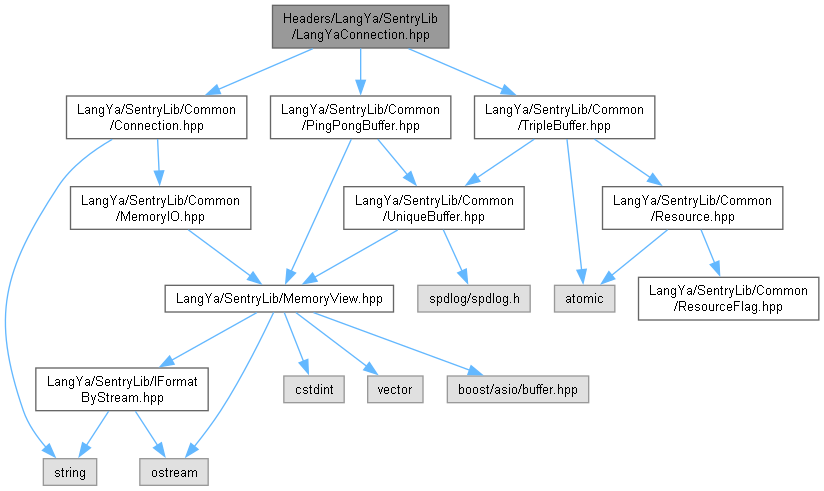 Headers/LangYa/SentryLib
/LangYaConnection.hpp
LangYa/SentryLib/Common
/Connection.hpp
LangYa/SentryLib/Common
/PingPongBuffer.hpp
LangYa/SentryLib/Common
/TripleBuffer.hpp
LangYa/SentryLib/Common
/MemoryIO.hpp
LangYa/SentryLib/Common
/UniqueBuffer.hpp
LangYa/SentryLib/Common
/Resource.hpp
LangYa/SentryLib/MemoryView.hpp
spdlog/spdlog.h
atomic
LangYa/SentryLib/Common
/ResourceFlag.hpp
LangYa/SentryLib/IFormat
ByStream.hpp
cstdint
vector
boost/asio/buffer.hpp
string
ostream